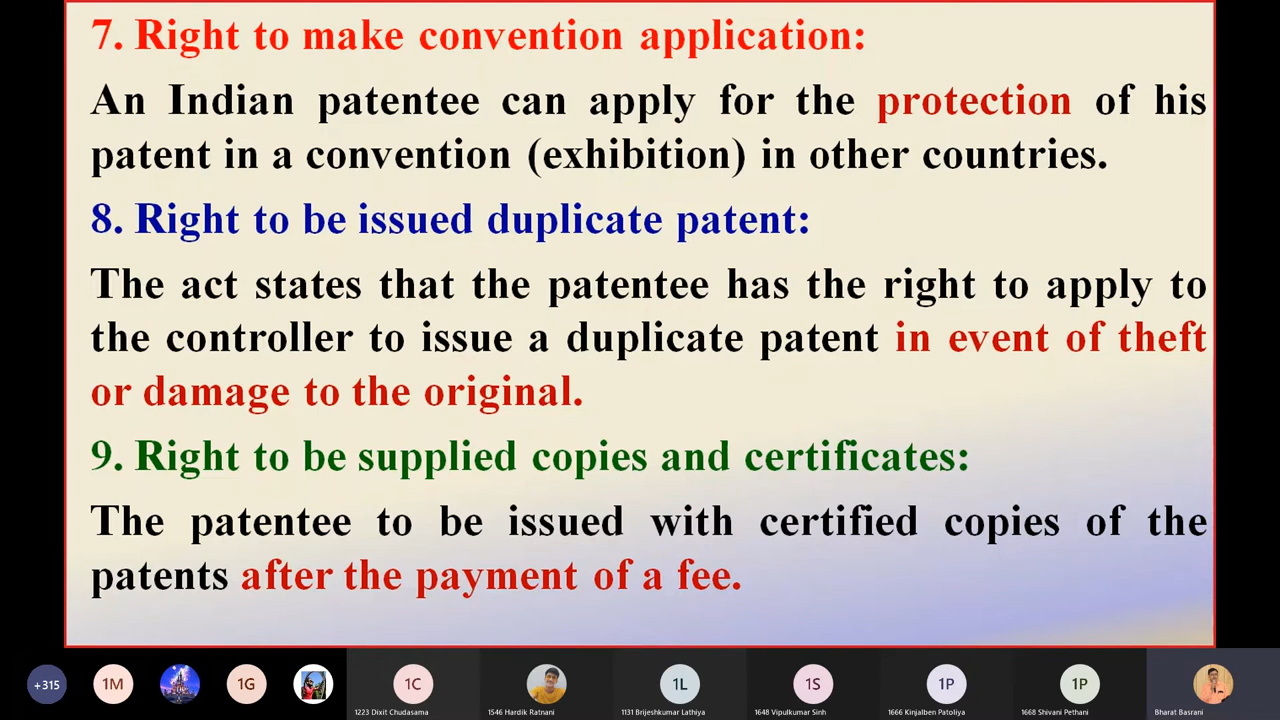 7. Right to make convention application:
An Indian patentee can apply for the protection of his
patent in a convention (exhibition) in other countries.
8. Right to be issued duplicate patent:
The act states that the patentee has the right to apply to
the controller to issue a duplicate patent in event of theft
or damage to the original.
9. Right to be supplied copies and certificates:
The patentee to be issued with certified copies of the
patents after the payment of a fee.
+315
1M
1G
1C
1L
1S
1P
1P
1223 Dixit Chudasama
1546 Hardik Ratnani
1131 Brijeshkumar Lathiya
1648 Vipulkumar Sinh
1666 Kinjalben Patoliya
1668 Shivani Pethani
Bharat Basrani